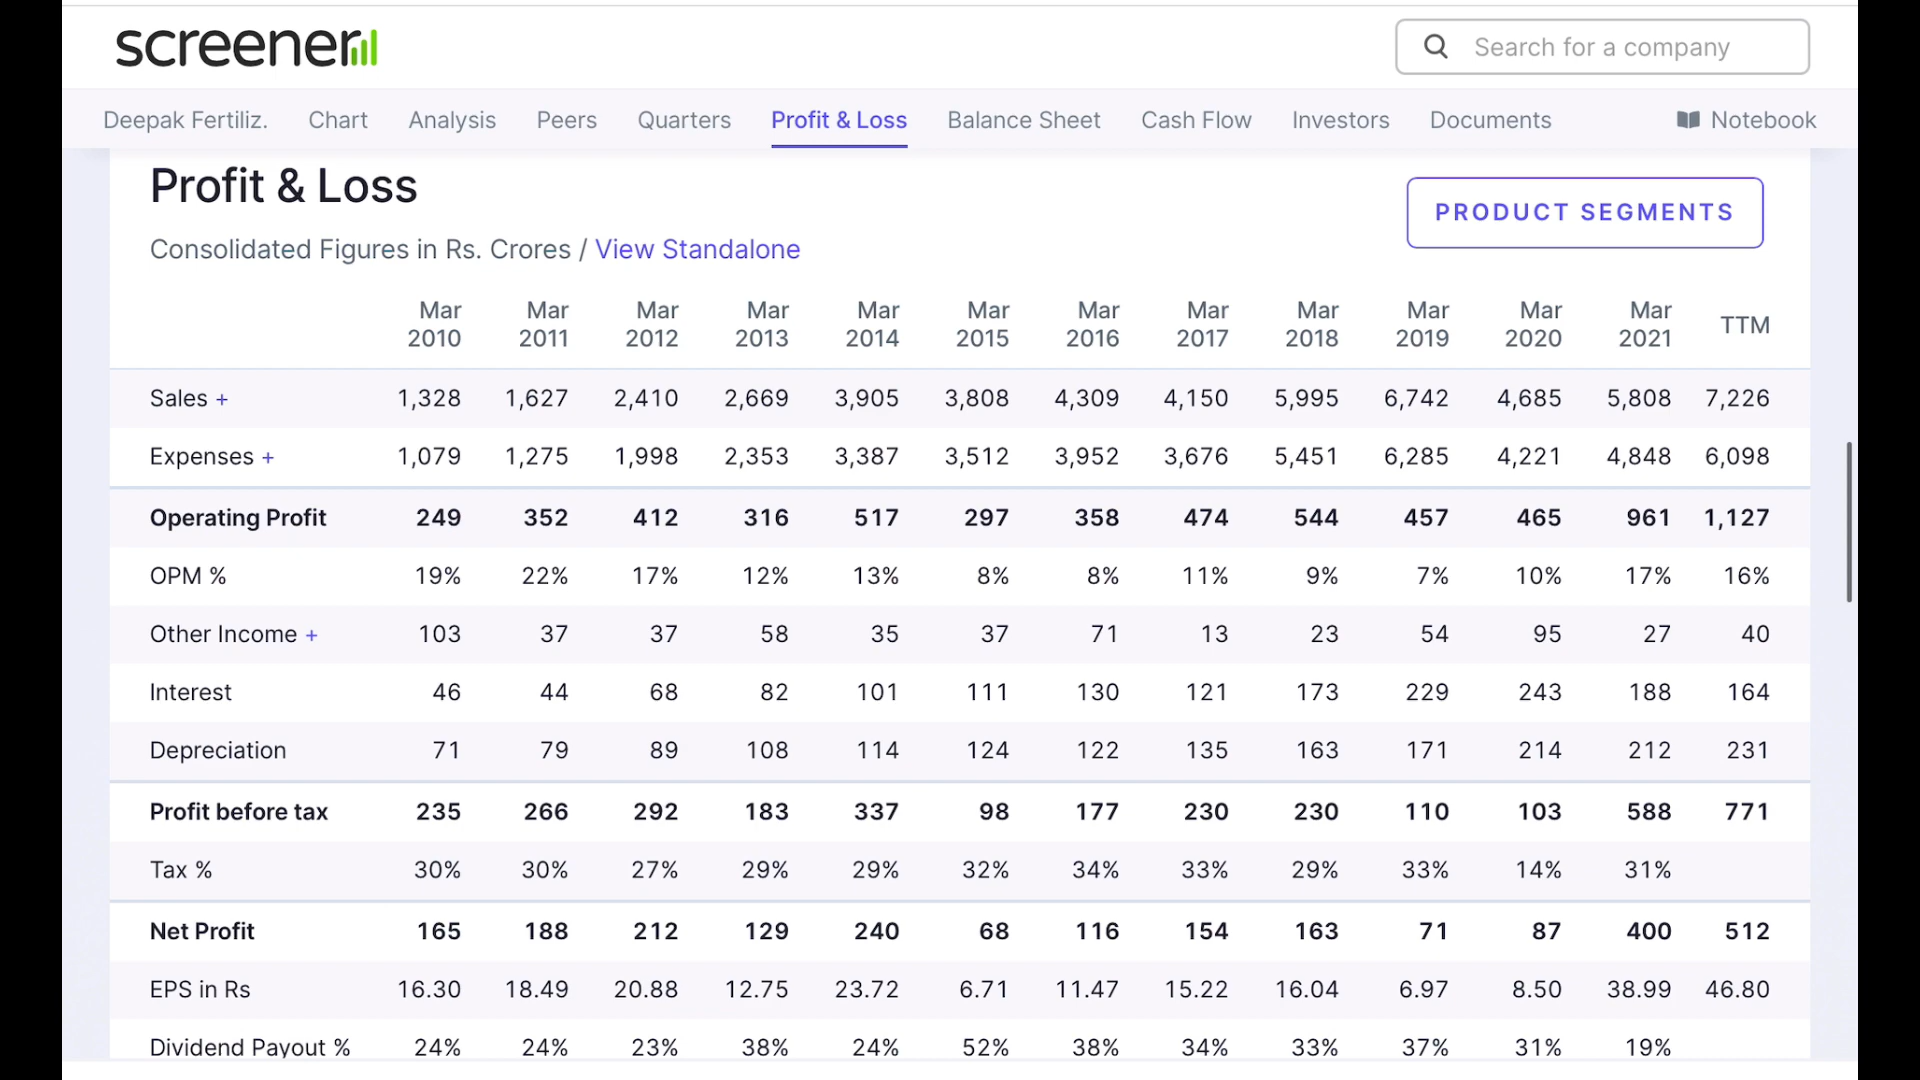 screener
Search for a company
Deepak Fertiliz. Chart Analysis Peers Quarters Profit & Loss Balance Sheet Cash Flow Investors Documents Notebook
Profit & Loss
PRODUCT SEGMENTS
Consolidated Figures in Rs. Crores / View Standalone
Mar 2010 Mar 2011 Mar 2012 Mar 2013 Mar 2014 Mar 2015 Mar 2016 Mar 2017 Mar 2018 Mar 2019 Mar 2020 Mar 2021 TTM
Sales + 1,328 1,627 2,410 2,669 3,905 3,808 4,309 4,150 5,995 6,742 4,685 5,808 7,226
Expenses + 1,079 1,275 1,998 2,353 3,387 3,512 3,952 3,676 5,451 6,285 4,221 4,848 6,098
Operating Profit 249 352 412 316 517 297 358 474 544 457 465 961 1,127
OPM % 19% 22% 17% 12% 13% 8% 8% 11% 9% 7% 10% 17% 16%
Other Income + 103 37 37 58 35 37 71 13 23 54 95 27 40
Interest 46 44 68 82 101 111 130 121 173 229 243 188 164
Depreciation 71 79 89 108 114 124 122 135 163 171 214 212 231
Profit before tax 235 266 292 183 337 98 177 230 230 110 103 588 771
Tax % 30% 30% 27% 29% 29% 32% 34% 33% 29% 33% 14% 31%
Net Profit 165 188 212 129 240 68 116 154 163 71 87 400 512
EPS in Rs 16.30 18.49 20.88 12.75 23.72 6.71 11.47 15.22 16.04 6.97 8.50 38.99 46.80
Dividend Payout % 24% 24% 23% 38% 24% 52% 38% 34% 33% 37% 31% 19%